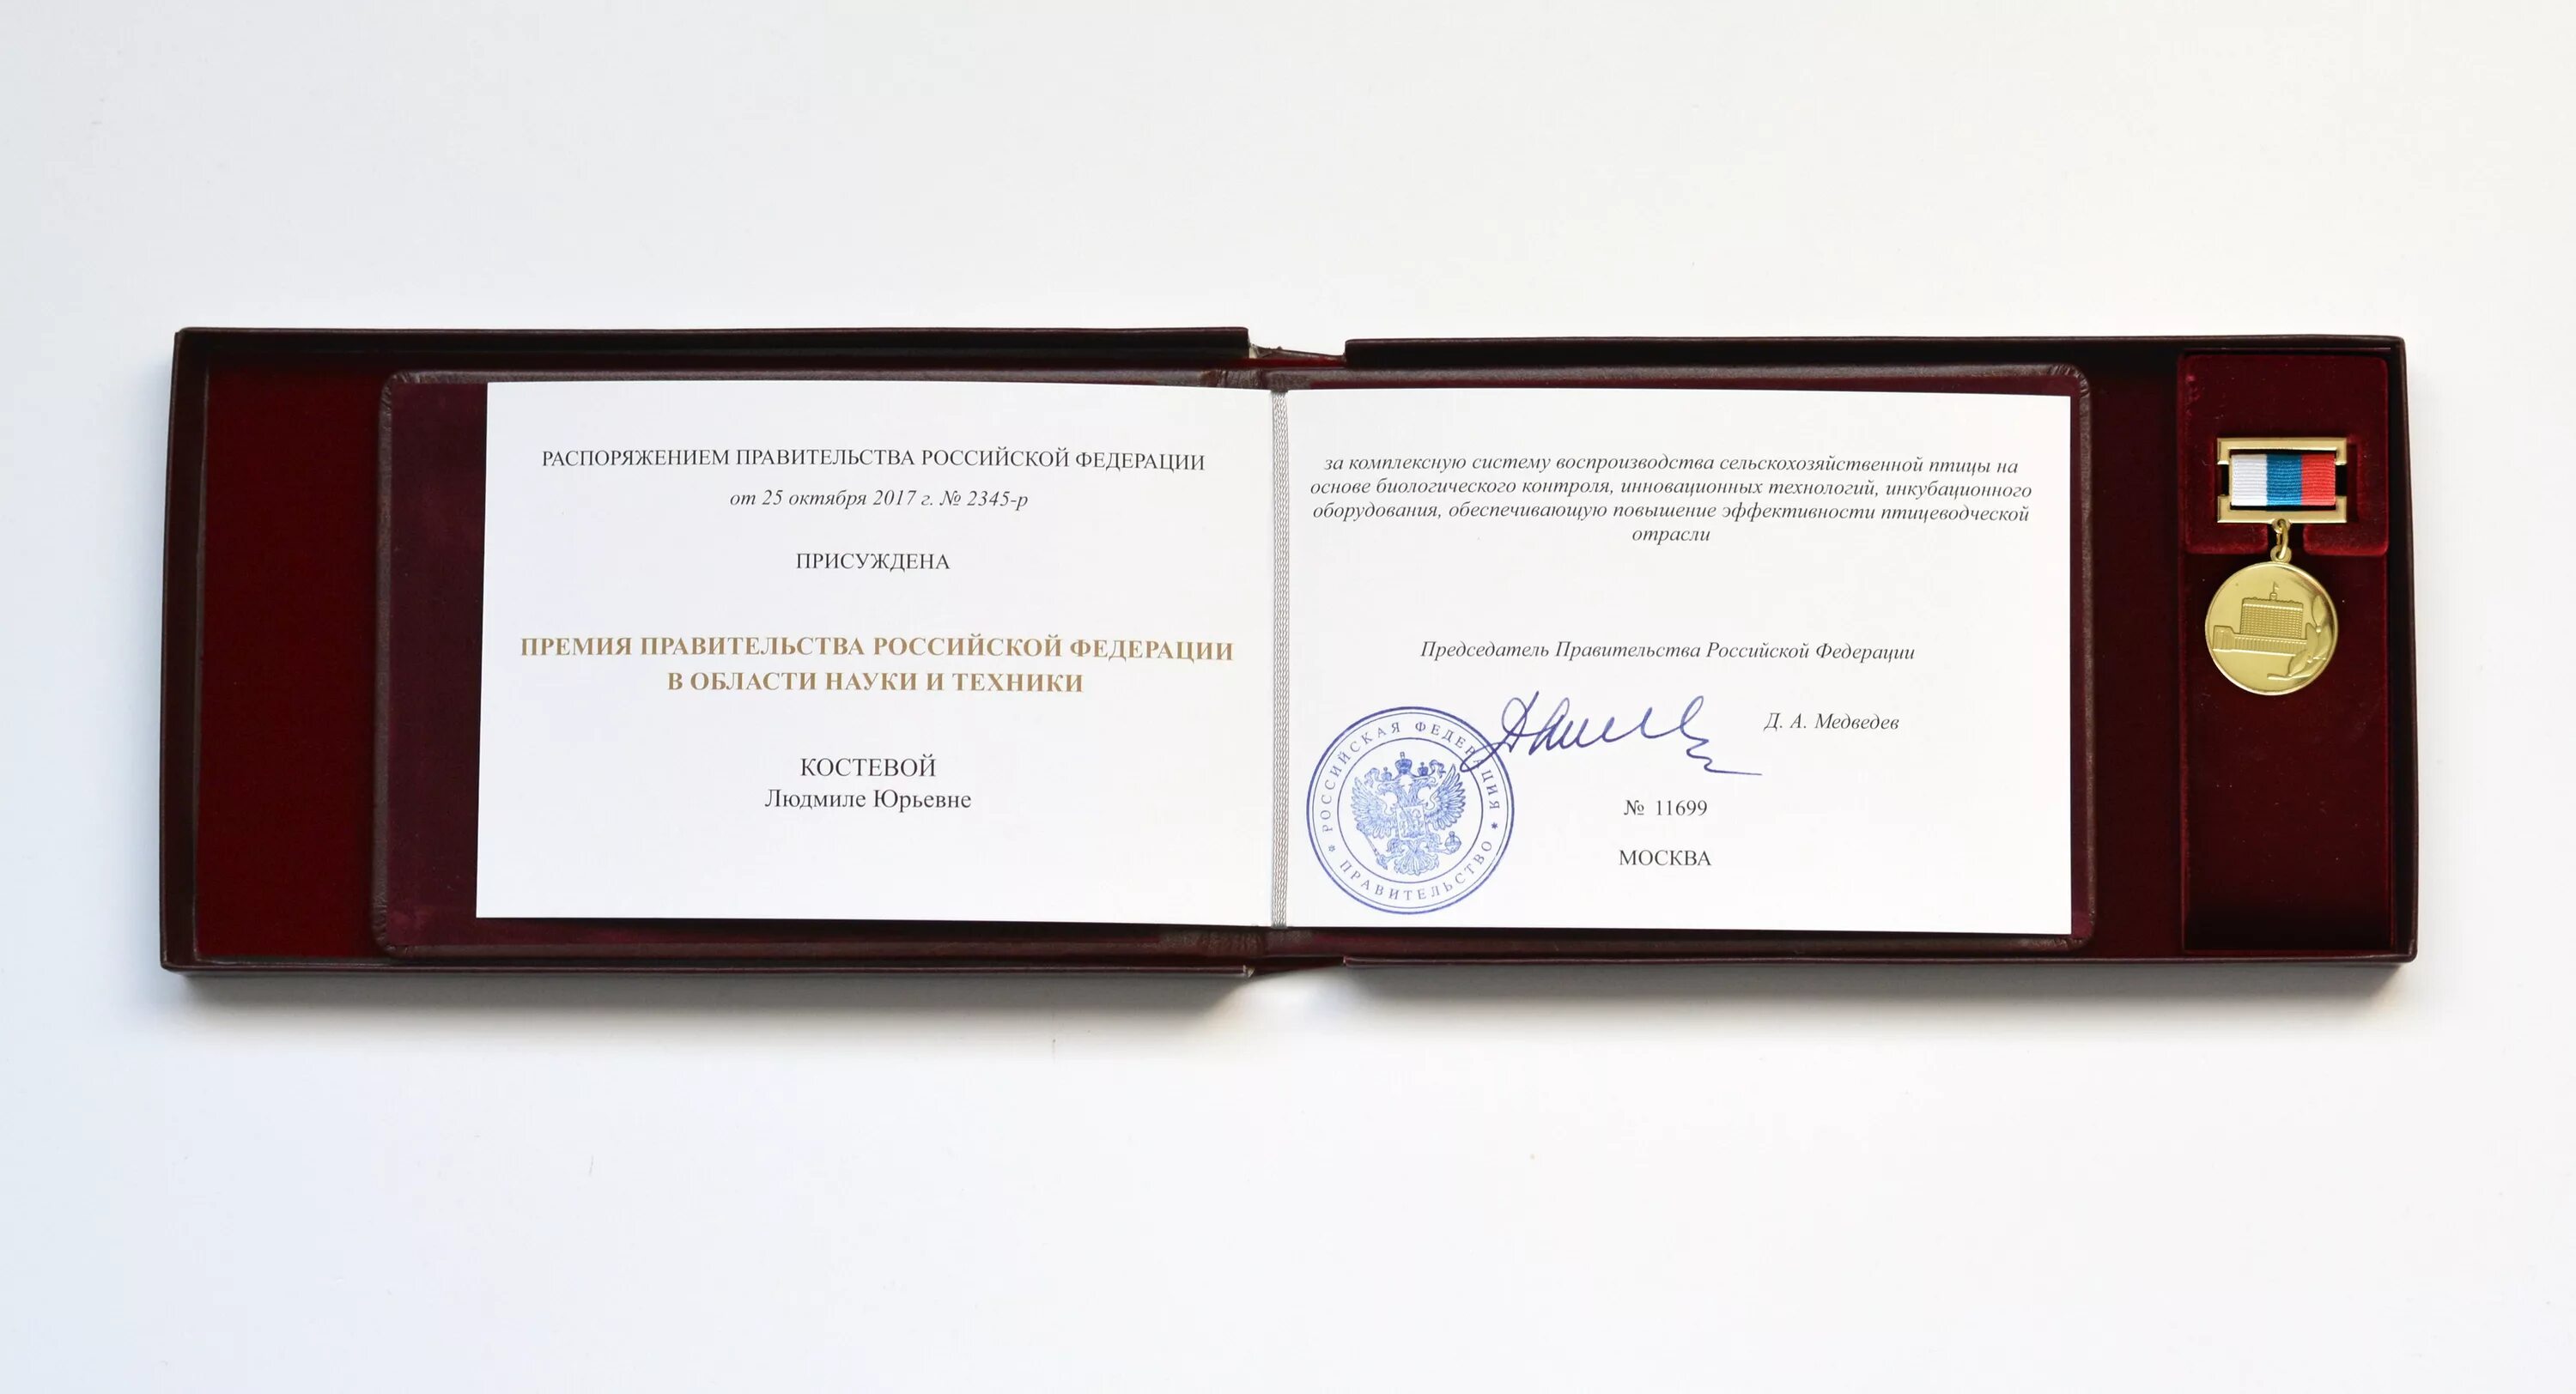 РАСПОРЯЖЕНИЕМ ПРАВИТЕЛЬСТВА РОССИЙСКОЙ ФЕДЕРАЦИИ
от 25 октября 2017 г. № 2345-р
ПРИСУЖДЕНА
ПРЕМИЯ ПРАВИТЕЛЬСТВА РОССИЙСКОЙ ФЕДЕРАЦИИ
В ОБЛАСТИ НАУКИ И ТЕХНИКИ
КОСТЕВОЙ
Людмиле Юрьевне
за комплексную систему воспроизводства сельскохозяйственной птицы на
основе биологического контроля, инновационных технологий, инкубационного
оборудования, обеспечивающую повышение эффективности птицеводческой
отрасли
Председатель Правительства Российской Федерации
Д. А. Медведев
№ 11699
МОСКВА
РОССИЙСКАЯ ФЕДЕРАЦИЯ
ПРАВИТЕЛЬСТВО